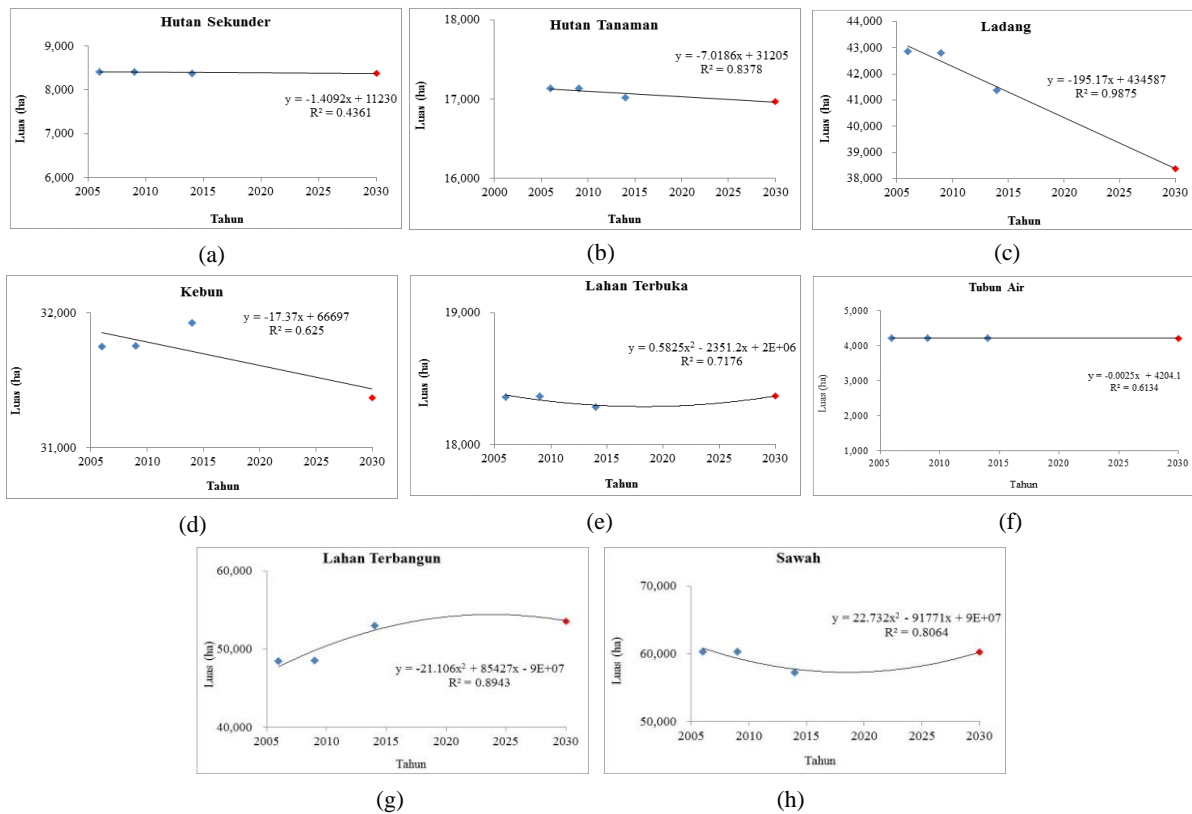 Hutan Sekunder
9,000
8,000
7,000
6,000
Luas (ha)
y = -1.4092x + 11230
R² = 0.4361
2005 2010 2015 2020 2025 2030
Tahun
(a)
Hutan Tanaman
18,000
17,000
16,000
Luas (ha)
y = -7.0186x + 31205
R² = 0.8378
2000 2005 2010 2015 2020 2025 2030
Tahun
(b)
Ladang
44,000
43,000
42,000
41,000
40,000
39,000
38,000
Luas (ha)
y = -195.17x + 434587
R² = 0.9875
2005 2010 2015 2020 2025 2030
Tahun
(c)
Kebun
32,000
31,000
Luas (ha)
y = -17.37x + 66697
R² = 0.625
2005 2010 2015 2020 2025 2030
Tahun
(d)
Lahan Terbuka
19,000
18,000
Luas (ha)
y = 0.5825x² - 2351.2x + 2E+06
R² = 0.7176
2005 2010 2015 2020 2025 2030
Tahun
(e)
Tubun Air
5,000
4,000
3,000
2,000
1,000
Luas (ha)
y = -0.0025x + 4204.1
R² = 0.6134
2005 2010 2015 2020 2025 2030
Tahun
(f)
Lahan Terbangun
60,000
50,000
40,000
Luas (ha)
y = -21.106x² + 85427x - 9E+07
R² = 0.8943
2005 2010 2015 2020 2025 2030
Tahun
(g)
Sawah
70,000
60,000
50,000
Luas (ha)
y = 22.732x² - 91771x + 9E+07
R² = 0.8064
2005 2010 2015 2020 2025 2030
Tahun
(h)